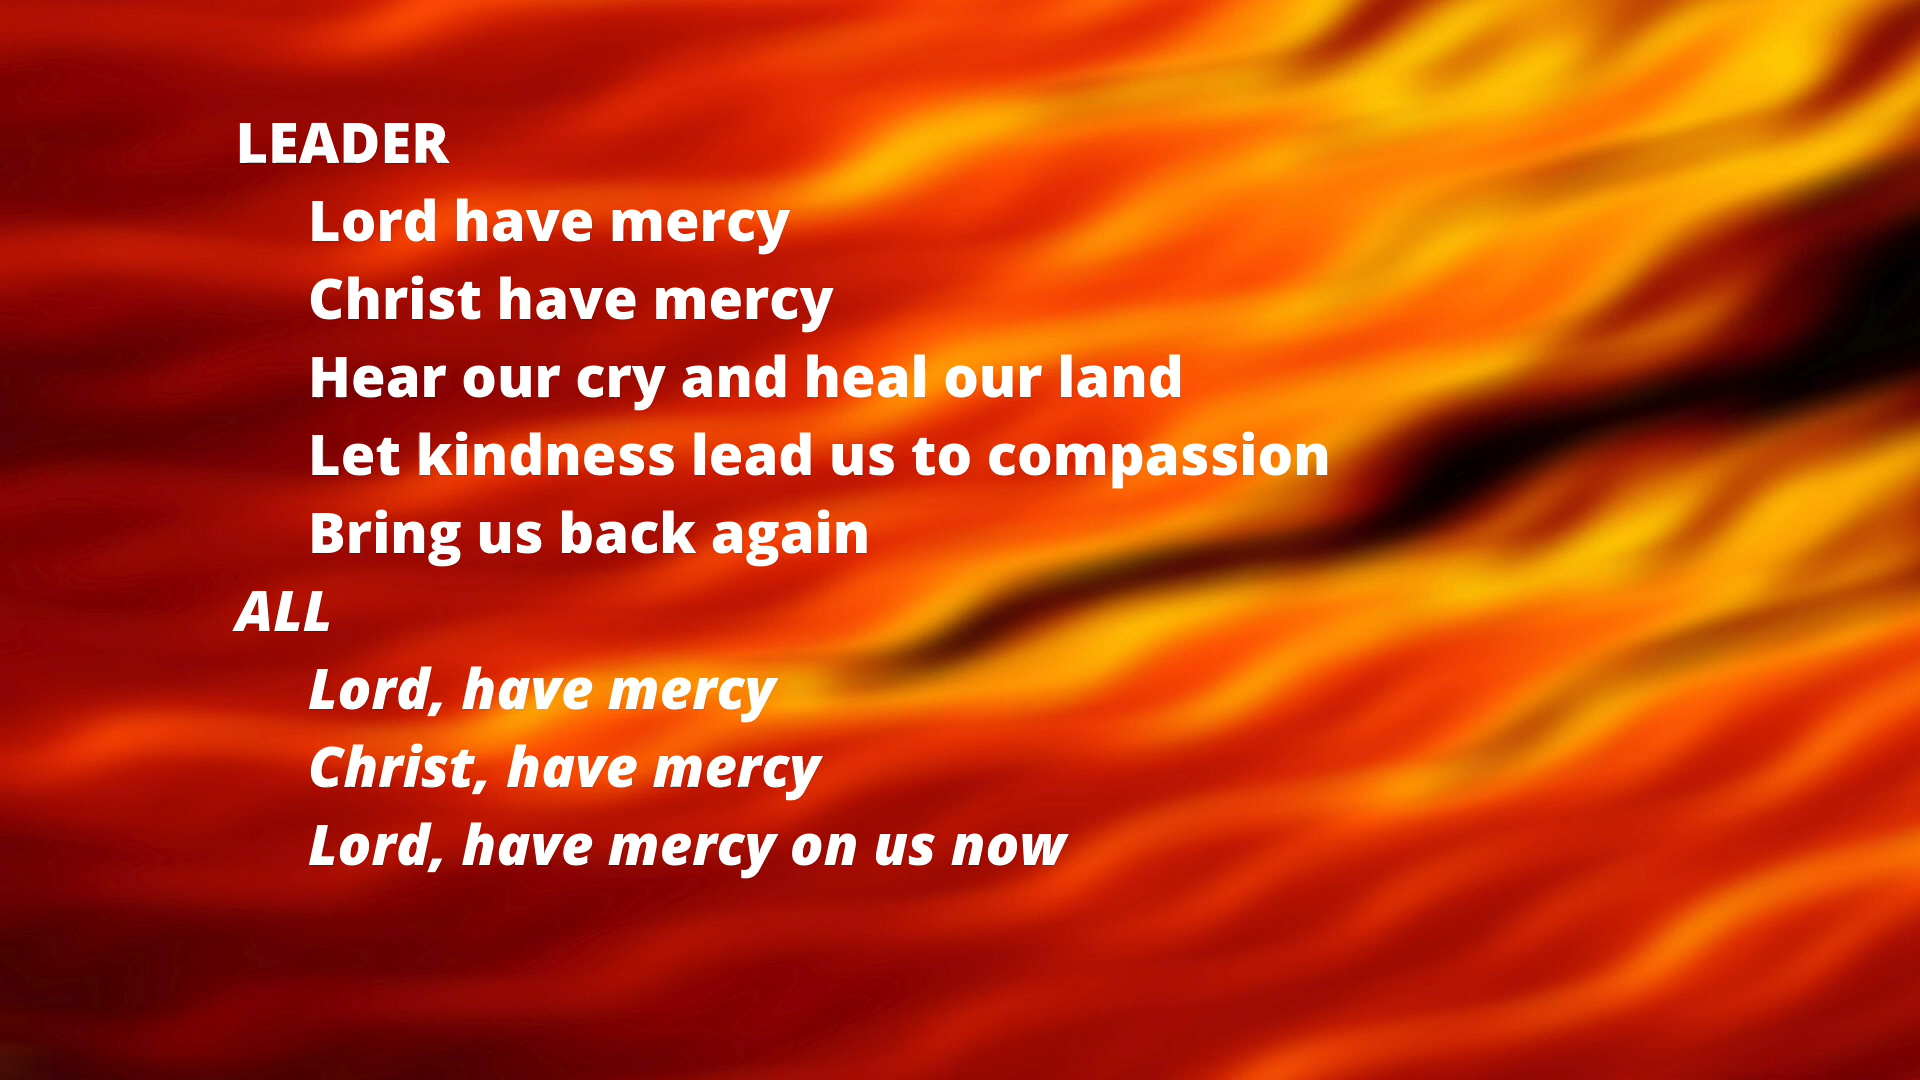 LEADER
Lord have mercy
Christ have mercy
Hear our cry and heal our land
Let kindness lead us to compassion
Bring us back again
ALL
Lord, have mercy
Christ, have mercy
Lord, have mercy on us now